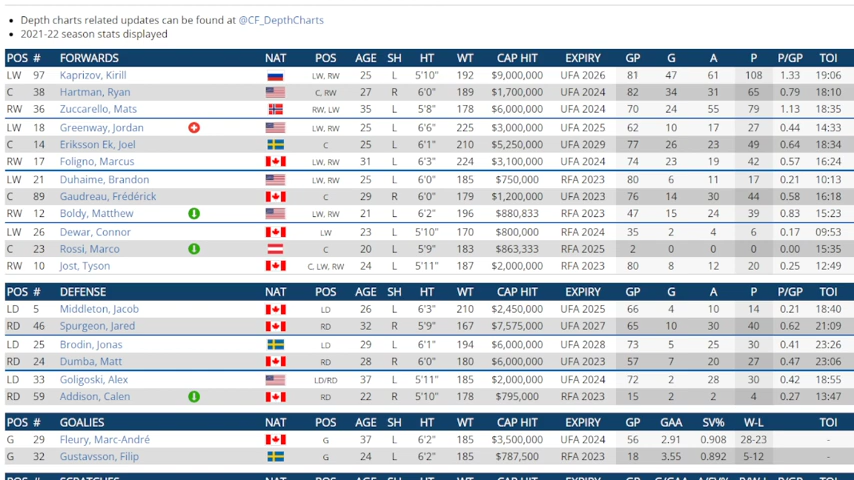 Depth charts related updates can be found at @CF_DepthCharts
2021-22 season stats displayed
POS # FORWARDS NAT POS AGE SH HT WT CAP HIT EXPIRY GP G A P P/GP TOI
LW 97 Kaprizov, Kirill LW, RW 25 L 5'10" 192 $9,000,000 UFA 2026 81 47 61 108 1.33 19:06
C 38 Hartman, Ryan C, RW 27 R 6'0" 189 $1,700,000 UFA 2024 82 34 31 65 0.79 18:10
RW 36 Zuccarello, Mats RW, LW 35 L 5'8" 178 $6,000,000 UFA 2024 70 24 55 79 1.13 18:35
LW 18 Greenway, Jordan LW, RW 25 L 6'6" 225 $3,000,000 UFA 2025 62 10 17 27 0.44 14:33
C 14 Eriksson Ek, Joel C 25 L 6'1" 210 $5,250,000 UFA 2029 77 26 23 49 0.64 18:34
RW 17 Foligno, Marcus LW, RW 31 L 6'3" 224 $3,100,000 UFA 2024 74 23 19 42 0.57 16:24
LW 21 Duhaime, Brandon LW, RW 25 L 6'0" 185 $750,000 RFA 2023 80 6 11 17 0.21 10:13
C 89 Gaudreau, Frédérick C 29 R 6'0" 179 $1,200,000 UFA 2023 76 14 30 44 0.58 16:18
RW 12 Boldy, Matthew LW, RW 21 L 6'2" 196 $880,833 RFA 2023 47 15 24 39 0.83 15:23
LW 26 Dewar, Connor LW 23 L 5'10" 170 $800,000 RFA 2024 35 2 4 6 0.17 09:53
C 23 Rossi, Marco C 20 L 5'9" 183 $863,333 RFA 2025 2 0 0 0 0.00 15:35
RW 10 Jost, Tyson C, LW, RW 24 L 5'11" 187 $2,000,000 RFA 2023 80 8 12 20 0.25 12:49
POS # DEFENSE NAT POS AGE SH HT WT CAP HIT EXPIRY GP G A P P/GP TOI
LD 5 Middleton, Jacob LD 26 L 6'3" 210 $2,450,000 UFA 2025 66 4 10 14 0.21 18:40
RD 46 Spurgeon, Jared RD 32 R 5'9" 167 $7,575,000 UFA 2027 65 10 30 40 0.62 21:09
LD 25 Brodin, Jonas LD 29 L 6'1" 194 $6,000,000 UFA 2028 73 5 25 30 0.41 23:26
RD 24 Dumba, Matt RD 28 R 6'0" 180 $6,000,000 UFA 2023 57 7 20 27 0.47 23:06
LD 33 Goligoski, Alex LD/RD 37 L 5'11" 185 $2,000,000 UFA 2024 72 2 28 30 0.42 18:55
RD 59 Addison, Calen RD 22 R 5'10" 178 $795,000 RFA 2023 15 2 2 4 0.27 13:47
POS # GOALIES NAT POS AGE SH HT WT CAP HIT EXPIRY GP GAA SV% W-L TOI
G 29 Fleury, Marc-André G 37 L 6'2" 185 $3,500,000 UFA 2024 56 2.91 0.908 28-23 -
G 32 Gustavsson, Filip G 24 L 6'2" 185 $787,500 RFA 2023 18 3.55 0.892 5-12 -